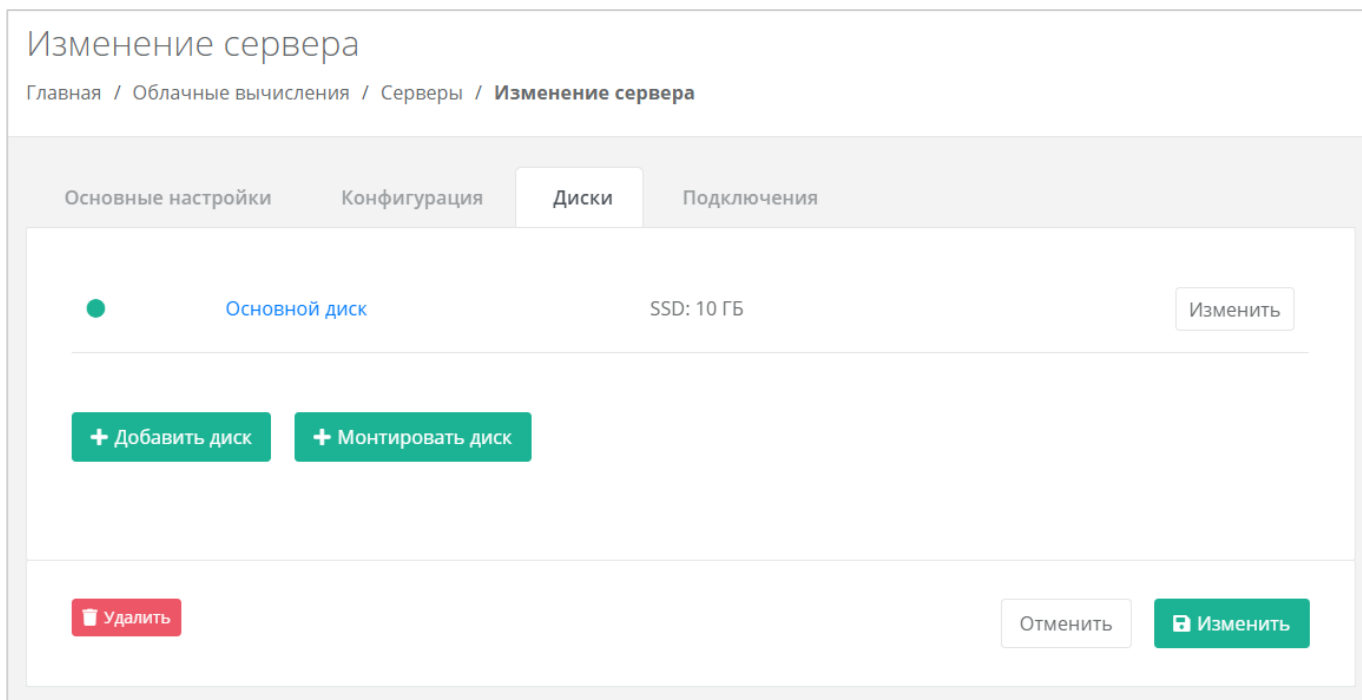 Изменение сервера
Главная / Облачные вычисления / Серверы / Изменение сервера
Основные настройки Конфигурация Диски Подключения
Основной диск SSD: 10 ГБ Изменить
Добавить диск Монтировать диск
Удалить Отменить Изменить